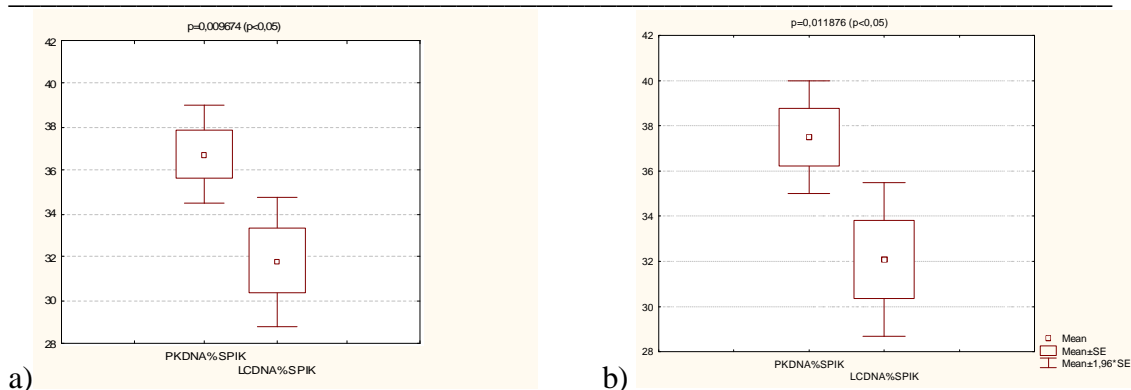 p=0,009674 (p<0,05)
42
40
38
36
34
32
30
28
PKDNA%SPIK
LCDNA%SPIK
a)
p=0,011876 (p<0,05)
42
40
38
36
34
32
30
28
PKDNA%SPIK
LCDNA%SPIK
b)
Mean
Mean±SE
Mean±1,96*SE